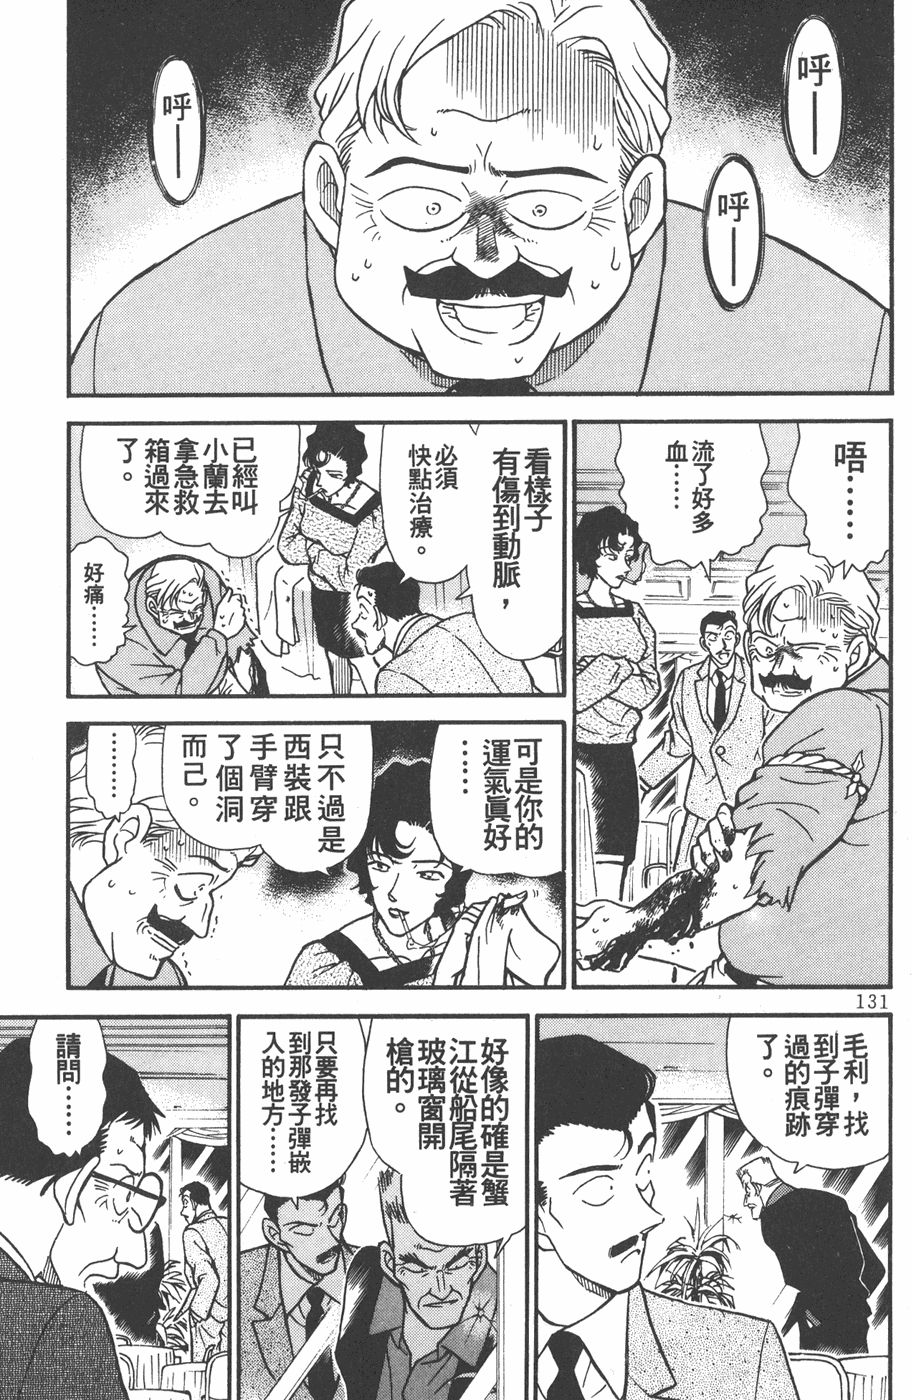 呼ー
呼ー
呼ー
唔……
流了好多
血……
看樣子
有傷到動脈，
必須
快點治療。
已經叫
小蘭去
拿急救
箱過來
了。
好痛……
可是你的
運氣眞好
……
只不過是
西裝跟
手臂穿
了個洞
而己。
………
131
毛利，找
到子彈穿
過的痕跡
了。
好像的確是蟹
江從船尾隔著
玻璃窗開
槍的。
只要再找
到那發子彈嵌
入的地方……
請問……